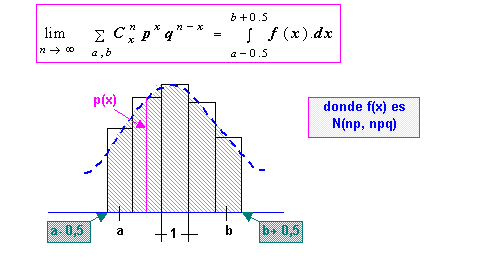 lim n→∞ Σ a,b C n x p^x q^n−x = ∫ a−0.5 b+0.5 f(x).dx
p(x)
donde f(x) es
N(np, npq)
a- 0,5 a 1 b b+ 0,5